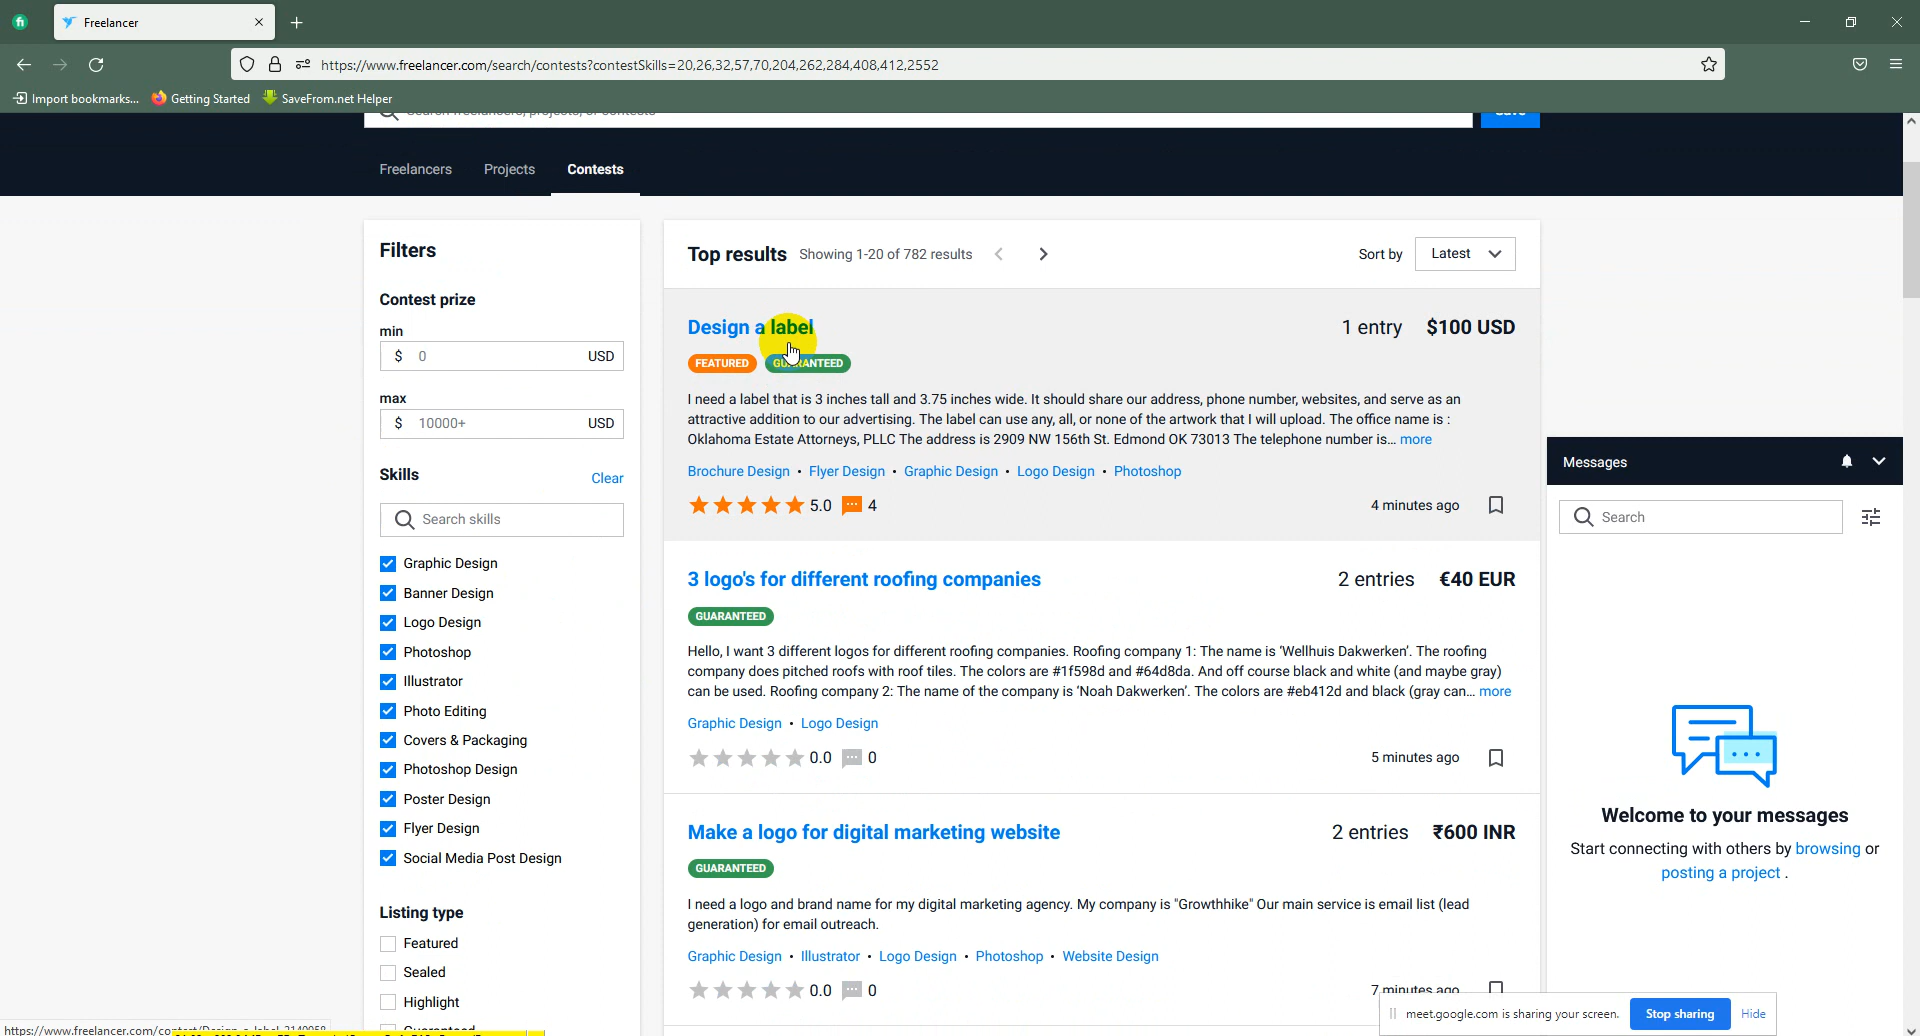 Freelancer
https://www.freelancer.com/search/contests?contestSkills=20,26,32,57,70,204,262,284,408,412,2552
Import bookmarks...
Getting Started
SaveFrom.net Helper
Freelancers
Projects
Contests
Filters
Contest prize
min
$ 0 USD
max
$ 10000+ USD
Skills
Clear
Search skills
Graphic Design
Banner Design
Logo Design
Photoshop
Illustrator
Photo Editing
Covers & Packaging
Photoshop Design
Poster Design
Flyer Design
Social Media Post Design
Listing type
Featured
Sealed
Highlight
Top results Showing 1-20 of 782 results
Sort by Latest
Design a label 1 entry $100 USD
FEATURED GUARANTEED
I need a label that is 3 inches tall and 3.75 inches wide. It should share our address, phone number, websites, and serve as an
attractive addition to our advertising. The label can use any, all, or none of the artwork that I will upload. The office name is :
Oklahoma Estate Attorneys, PLLC The address is 2909 NW 156th St. Edmond OK 73013 The telephone number is... more
Brochure Design • Flyer Design • Graphic Design • Logo Design • Photoshop
5.0 4 4 minutes ago
3 logo's for different roofing companies 2 entries €40 EUR
GUARANTEED
Hello, I want 3 different logos for different roofing companies. Roofing company 1: The name is ‘Wellhuis Dakwerken’. The roofing
company does pitched roofs with roof tiles. The colors are #1f598d and #64d8da. And off course black and white (and maybe gray)
can be used. Roofing company 2: The name of the company is ‘Noah Dakwerken’. The colors are #eb412d and black (gray can... more
Graphic Design • Logo Design
0.0 0 5 minutes ago
Make a logo for digital marketing website 2 entries ₹600 INR
GUARANTEED
I need a logo and brand name for my digital marketing agency. My company is "Growthhike" Our main service is email list (lead
generation) for email outreach.
Graphic Design • Illustrator • Logo Design • Photoshop • Website Design
0.0 0 7 minutes ago
Messages
Search
Welcome to your messages
Start connecting with others by browsing or
posting a project .
meet.google.com is sharing your screen. Stop sharing Hide